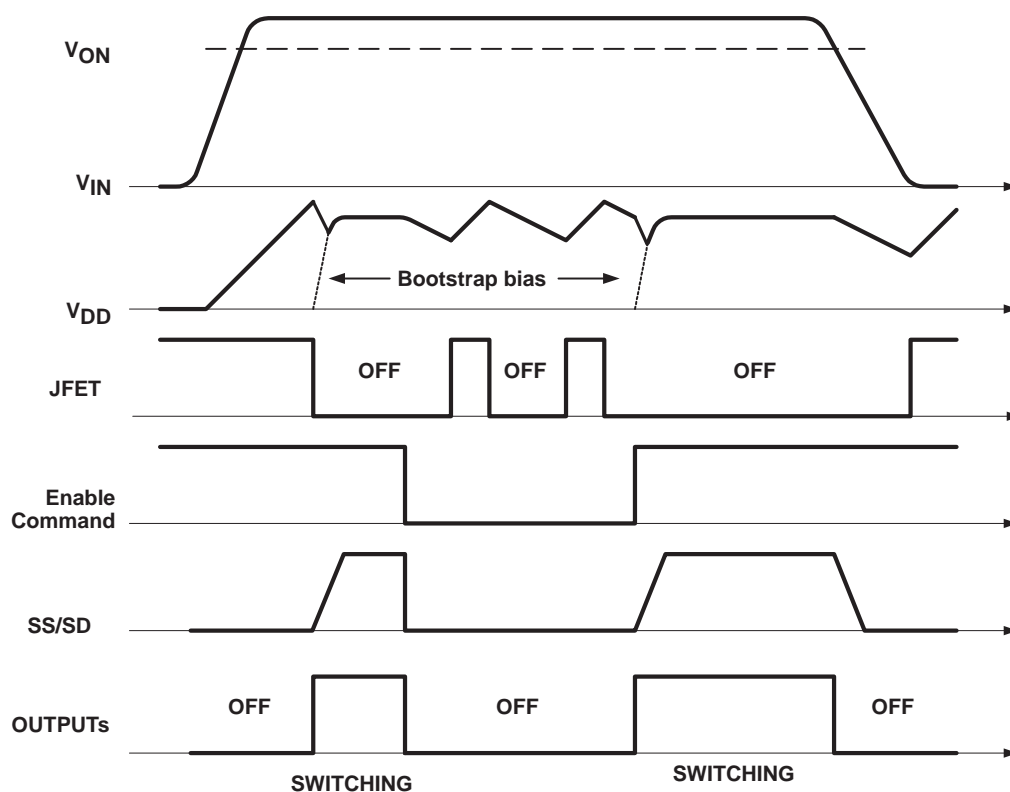 VON
VIN
Bootstrap bias
VDD
OFF
OFF
OFF
JFET
Enable
Command
SS/SD
OFF
OFF
OFF
OUTPUTs
SWITCHING
SWITCHING